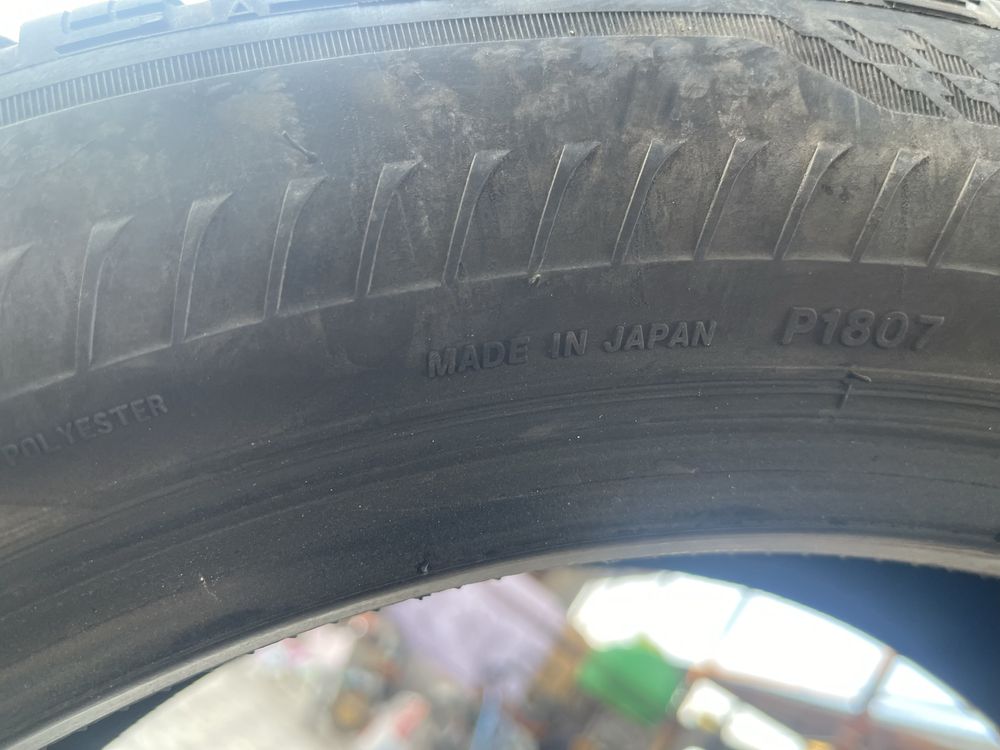 POLYESTER
MADE IN JAPAN
P1807